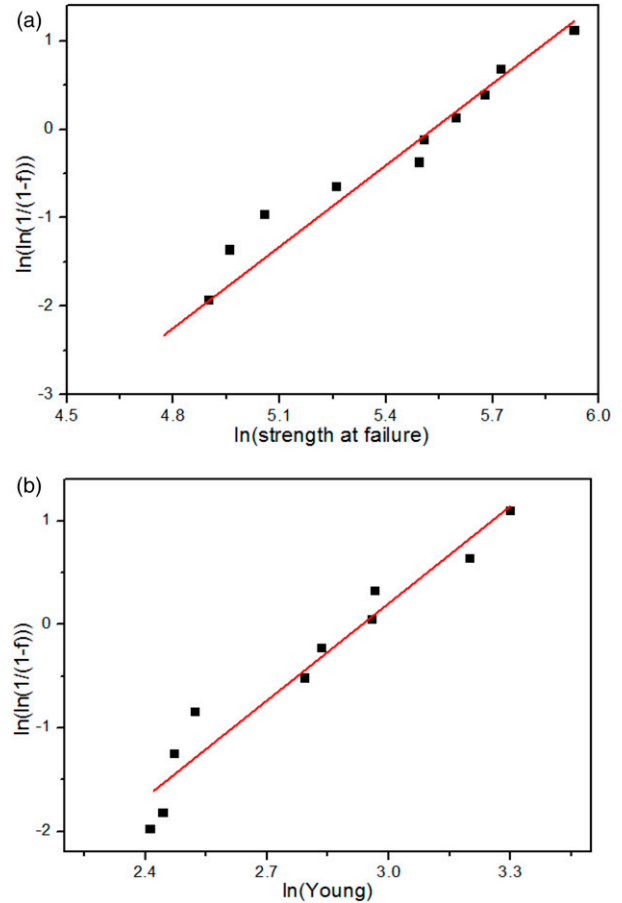 (a)
1
0
-1
-2
-3
ln(ln(1/(1-f)))
4.5 4.8 5.1 5.4 5.7 6.0
ln(strength at failure)
(b)
1
0
-1
-2
ln(ln(1/(1-f)))
2.4 2.7 3.0 3.3
ln(Young)